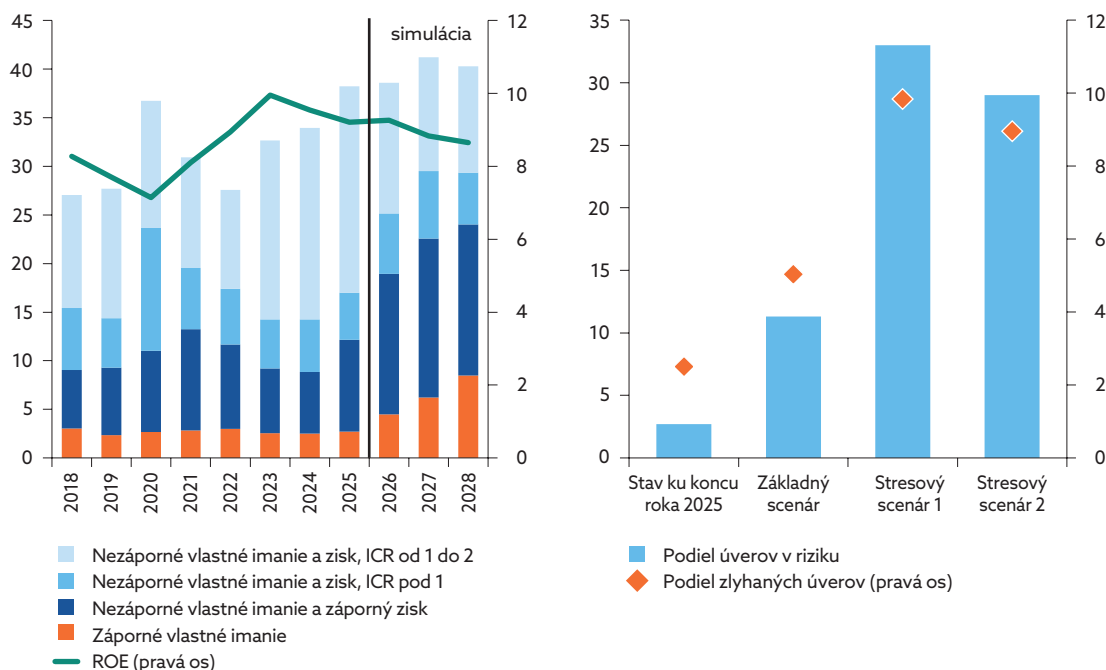 45
40
35
30
25
20
15
10
5
0
12
10
8
6
4
2
0
simulácia
2018
2019
2020
2021
2022
2023
2024
2025
2026
2027
2028
Nezáporné vlastné imanie a zisk, ICR od 1 do 2
Nezáporné vlastné imanie a zisk, ICR pod 1
Nezáporné vlastné imanie a záporný zisk
Záporné vlastné imanie
ROE (pravá os)
35
30
25
20
15
10
5
0
12
10
8
6
4
2
0
Stav ku koncu
roka 2025
Základný
scenár
Stresový
scenár 1
Stresový
scenár 2
Podiel úverov v riziku
Podiel zlyhaných úverov (pravá os)